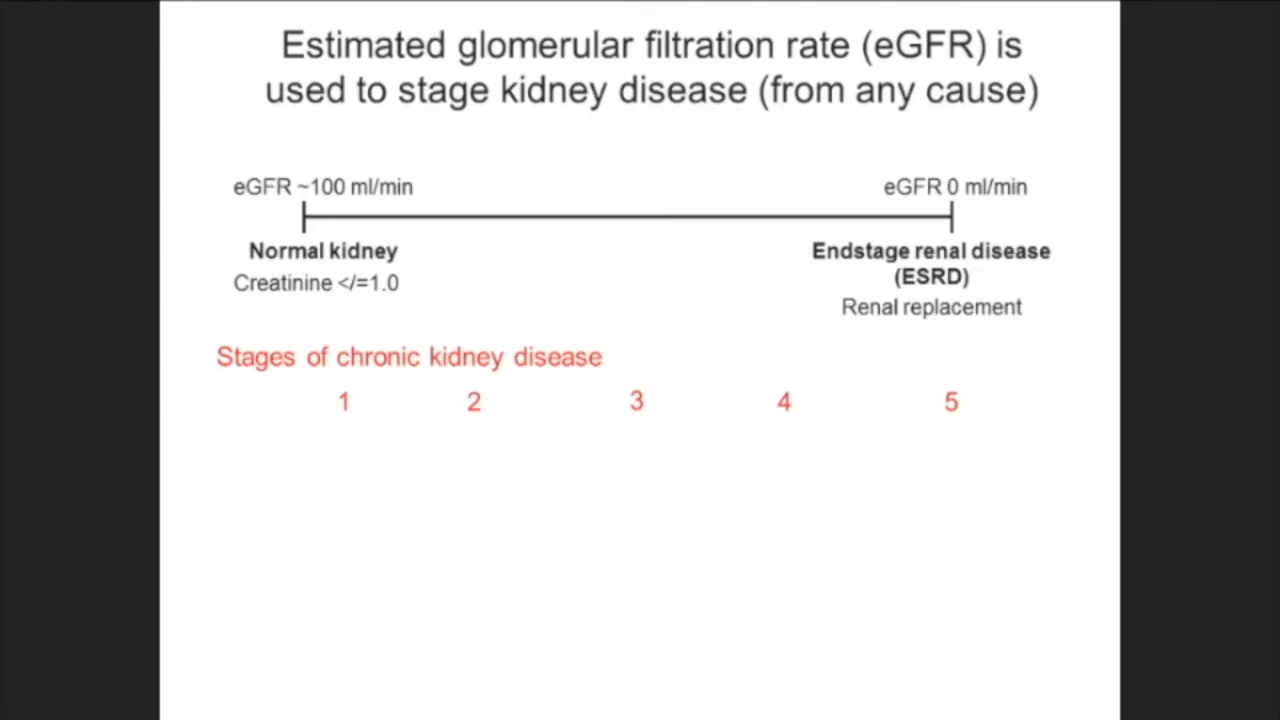 Estimated glomerular filtration rate (eGFR) is
used to stage kidney disease (from any cause)
eGFR ~100 ml/min
eGFR 0 ml/min
Normal kidney
Endstage renal disease
Creatinine </=1.0
(ESRD)
Renal replacement
Stages of chronic kidney disease
1 2 3 4 5